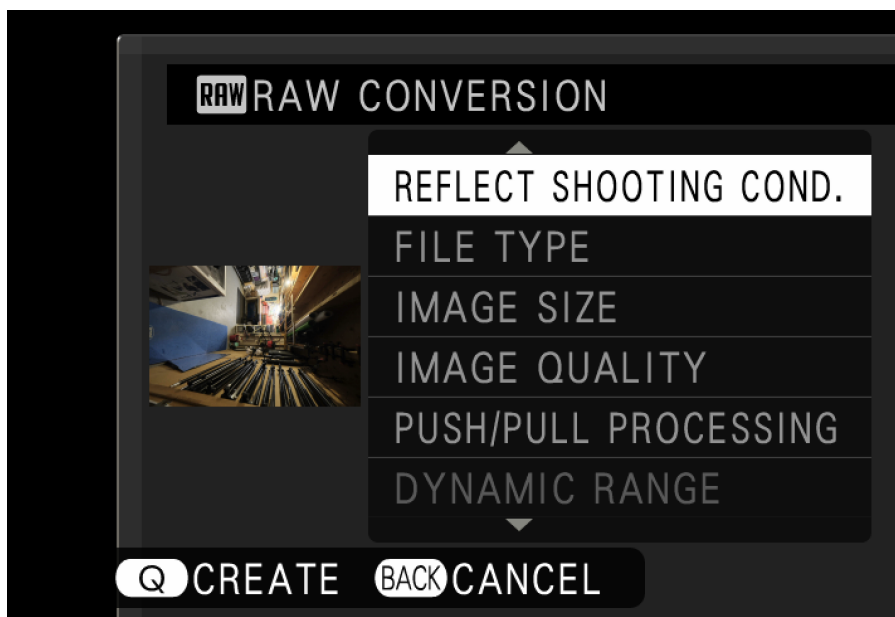 RAW RAW CONVERSION
REFLECT SHOOTING COND.
FILE TYPE
IMAGE SIZE
IMAGE QUALITY
PUSH/PULL PROCESSING
DYNAMIC RANGE
Q CREATE BACK CANCEL